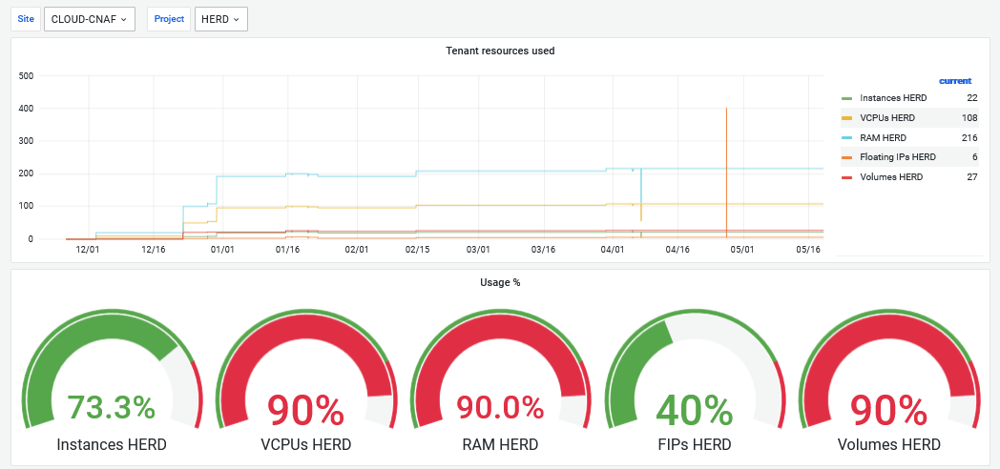 Site CLOUD-CNAF Project HERD
Tenant resources used
500
400
300
200
100
0
12/01 12/16 01/01 01/16 02/01 02/15 03/01 03/16 04/01 04/16 05/01 05/16
current
Instances HERD 22
VCPUs HERD 108
RAM HERD 216
Floating IPs HERD 6
Volumes HERD 27
Usage %
73.3% 90% 90.0% 40% 90%
Instances HERD VCPUs HERD RAM HERD FIPs HERD Volumes HERD